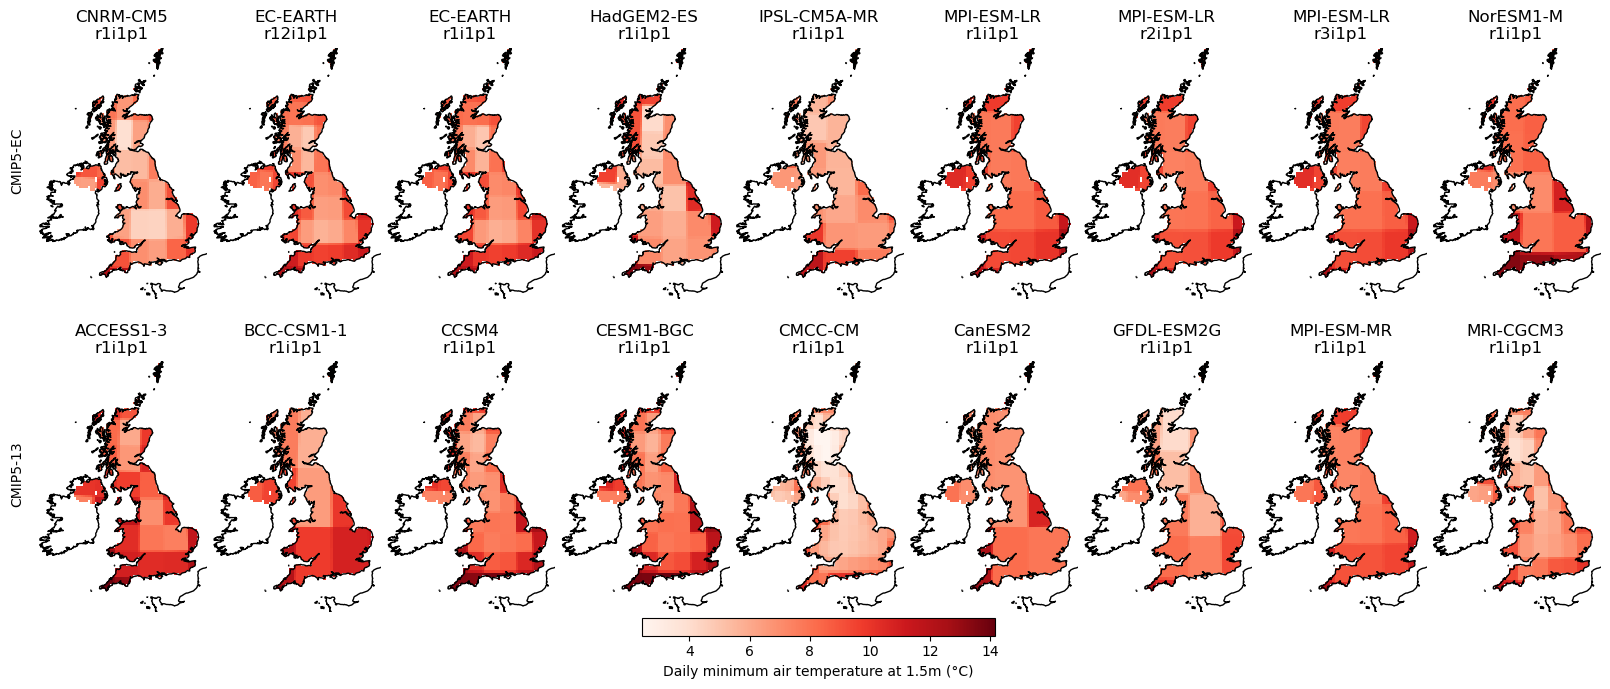 CNRM-CM5
r1i1p1
EC-EARTH
r12i1p1
EC-EARTH
r1i1p1
HadGEM2-ES
r1i1p1
IPSL-CM5A-MR
r1i1p1
MPI-ESM-LR
r1i1p1
MPI-ESM-LR
r2i1p1
MPI-ESM-LR
r3i1p1
NorESM1-M
r1i1p1
CMIP5-EC
ACCESS1-3
r1i1p1
BCC-CSM1-1
r1i1p1
CCSM4
r1i1p1
CESM1-BGC
r1i1p1
CMCC-CM
r1i1p1
CanESM2
r1i1p1
GFDL-ESM2G
r1i1p1
MPI-ESM-MR
r1i1p1
MRI-CGCM3
r1i1p1
CMIP5-13
4 6 8 10 12 14
Daily minimum air temperature at 1.5m (°C)